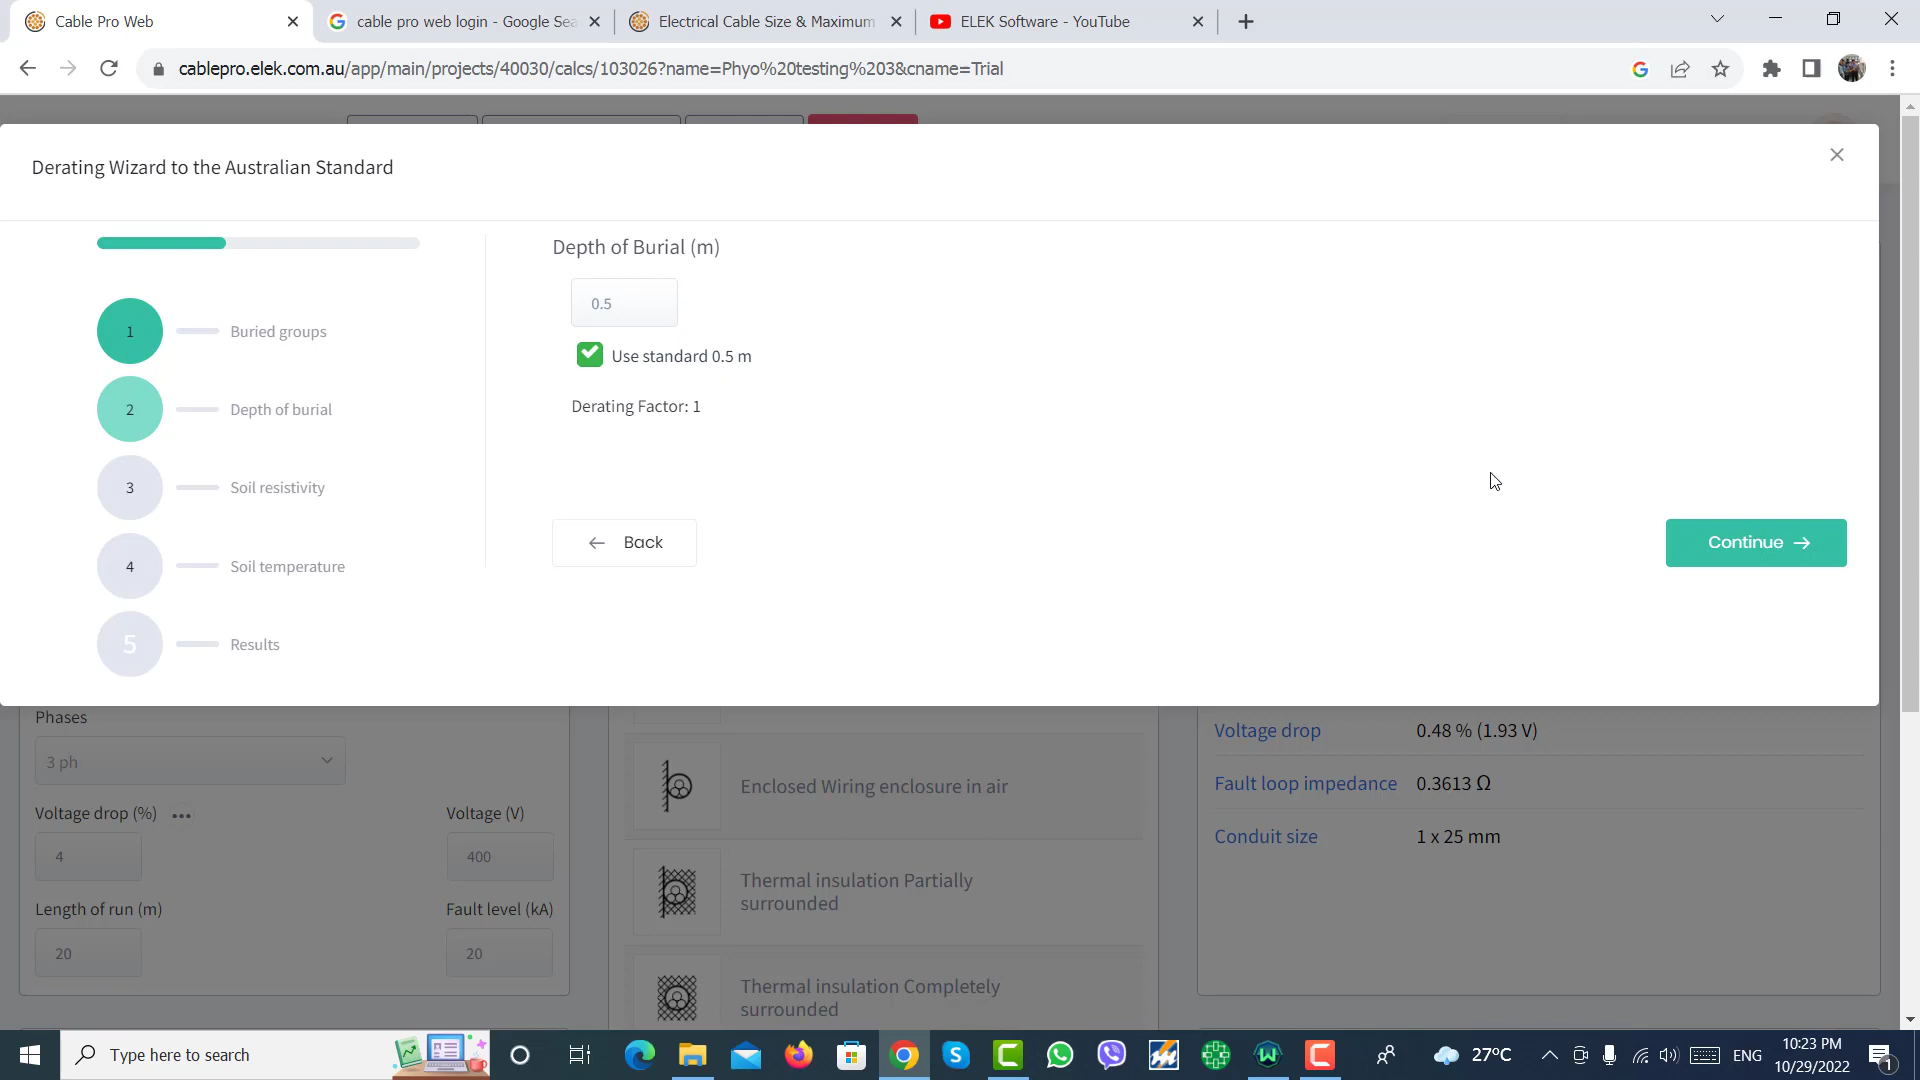 Cable Pro Web
cable pro web login - Google Sea
Electrical Cable Size & Maximum
ELEK Software - YouTube
cablepro.elek.com.au/app/main/projects/40030/calcs/103026?name=Phyo%20testing%203&cname=Trial
Derating Wizard to the Australian Standard
1
Buried groups
2
Depth of burial
3
Soil resistivity
4
Soil temperature
5
Results
Depth of Burial (m)
0.5
Use standard 0.5 m
Derating Factor: 1
Back
Continue
Phases
3 ph
Voltage drop (%)
Voltage (V)
4
400
Length of run (m)
Fault level (kA)
20
20
Enclosed Wiring enclosure in air
Thermal insulation Partially
surrounded
Thermal insulation Completely
surrounded
Voltage drop
0.48 % (1.93 V)
Fault loop impedance
0.3613 Ω
Conduit size
1 x 25 mm
Type here to search
27°C
ENG
10:23 PM
10/29/2022
1